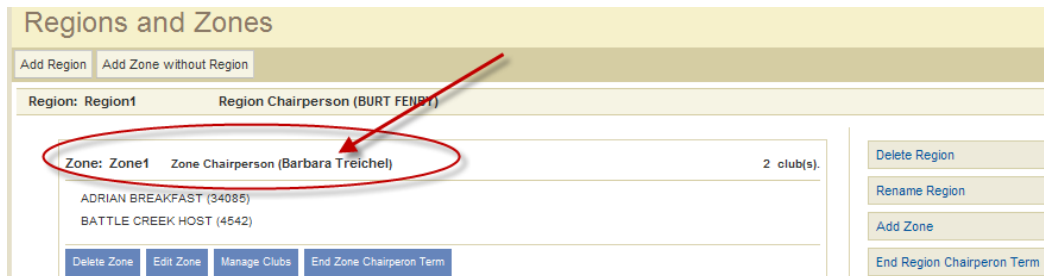 Regions and Zones
Add Region Add Zone without Region
Region: Region1 Region Chairperson (BURT FENBY)
Zone: Zone1 Zone Chairperson (Barbara Treichel) 2 club(s).
ADRIAN BREAKFAST (34085)
BATTLE CREEK HOST (4542)
Delete Zone Edit Zone Manage Clubs End Zone Chairperon Term
Delete Region
Rename Region
Add Zone
End Region Chairperon Term